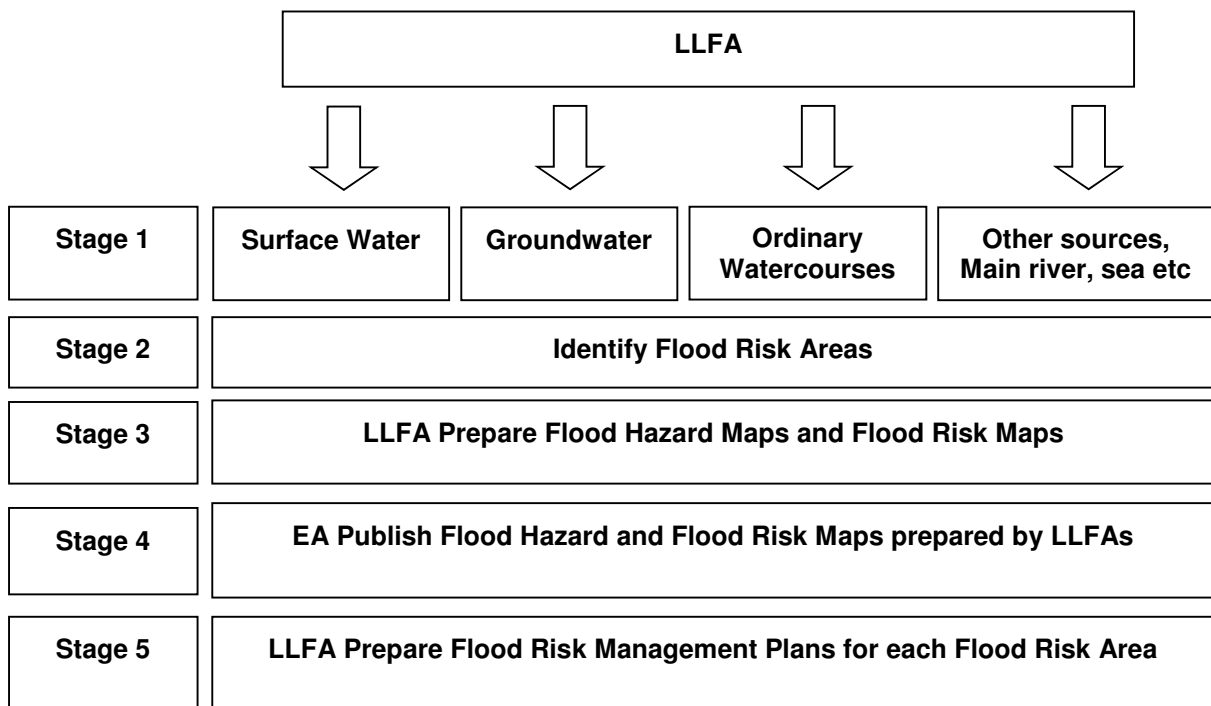 LLFA
Stage 1
Surface Water
Groundwater
Ordinary
Watercourses
Other sources,
Main river, sea etc
Stage 2
Identify Flood Risk Areas
Stage 3
LLFA Prepare Flood Hazard Maps and Flood Risk Maps
Stage 4
EA Publish Flood Hazard and Flood Risk Maps prepared by LLFAs
Stage 5
LLFA Prepare Flood Risk Management Plans for each Flood Risk Area